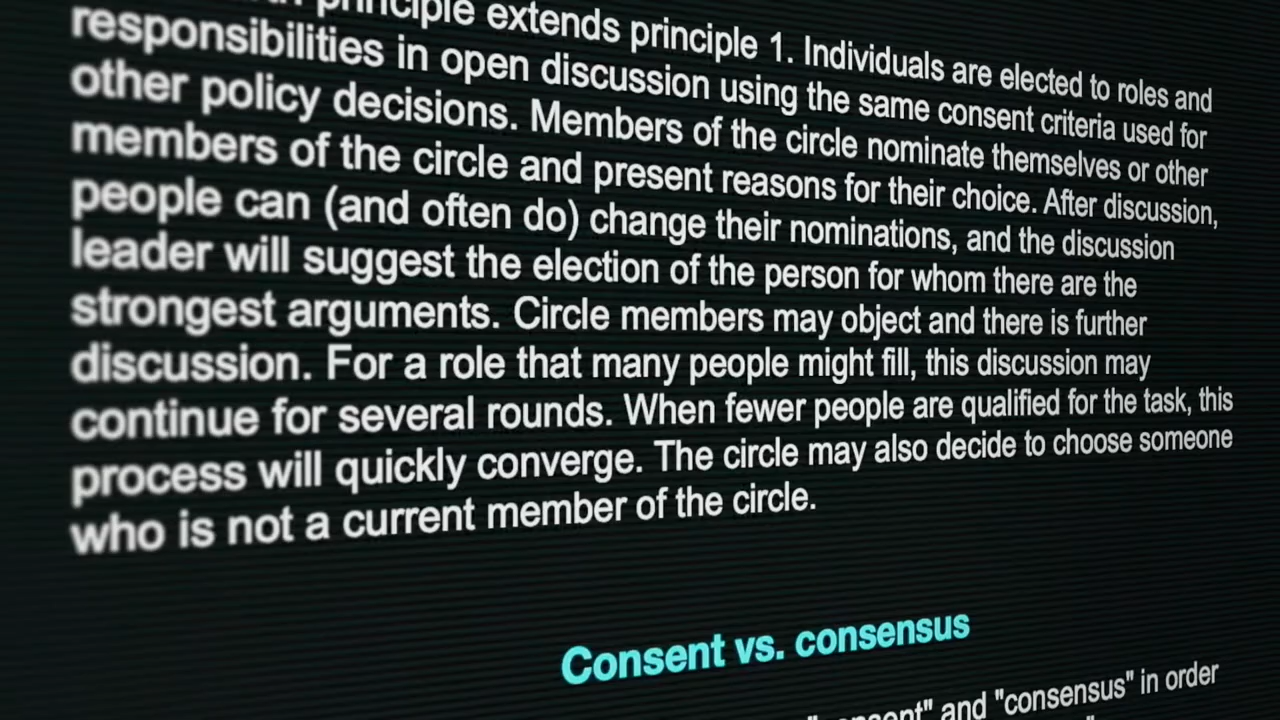 principle extends principle 1. Individuals are elected to roles and
responsibilities in open discussion using the same consent criteria used for
other policy decisions. Members of the circle nominate themselves or other
members of the circle and present reasons for their choice. After discussion,
people can (and often do) change their nominations, and the discussion
leader will suggest the election of the person for whom there are the
strongest arguments. Circle members may object and there is further
discussion. For a role that many people might fill, this discussion may
continue for several rounds. When fewer people are qualified for the task, this
process will quickly converge. The circle may also decide to choose someone
who is not a current member of the circle.
Consent vs. consensus
"consent" and "consensus" in order